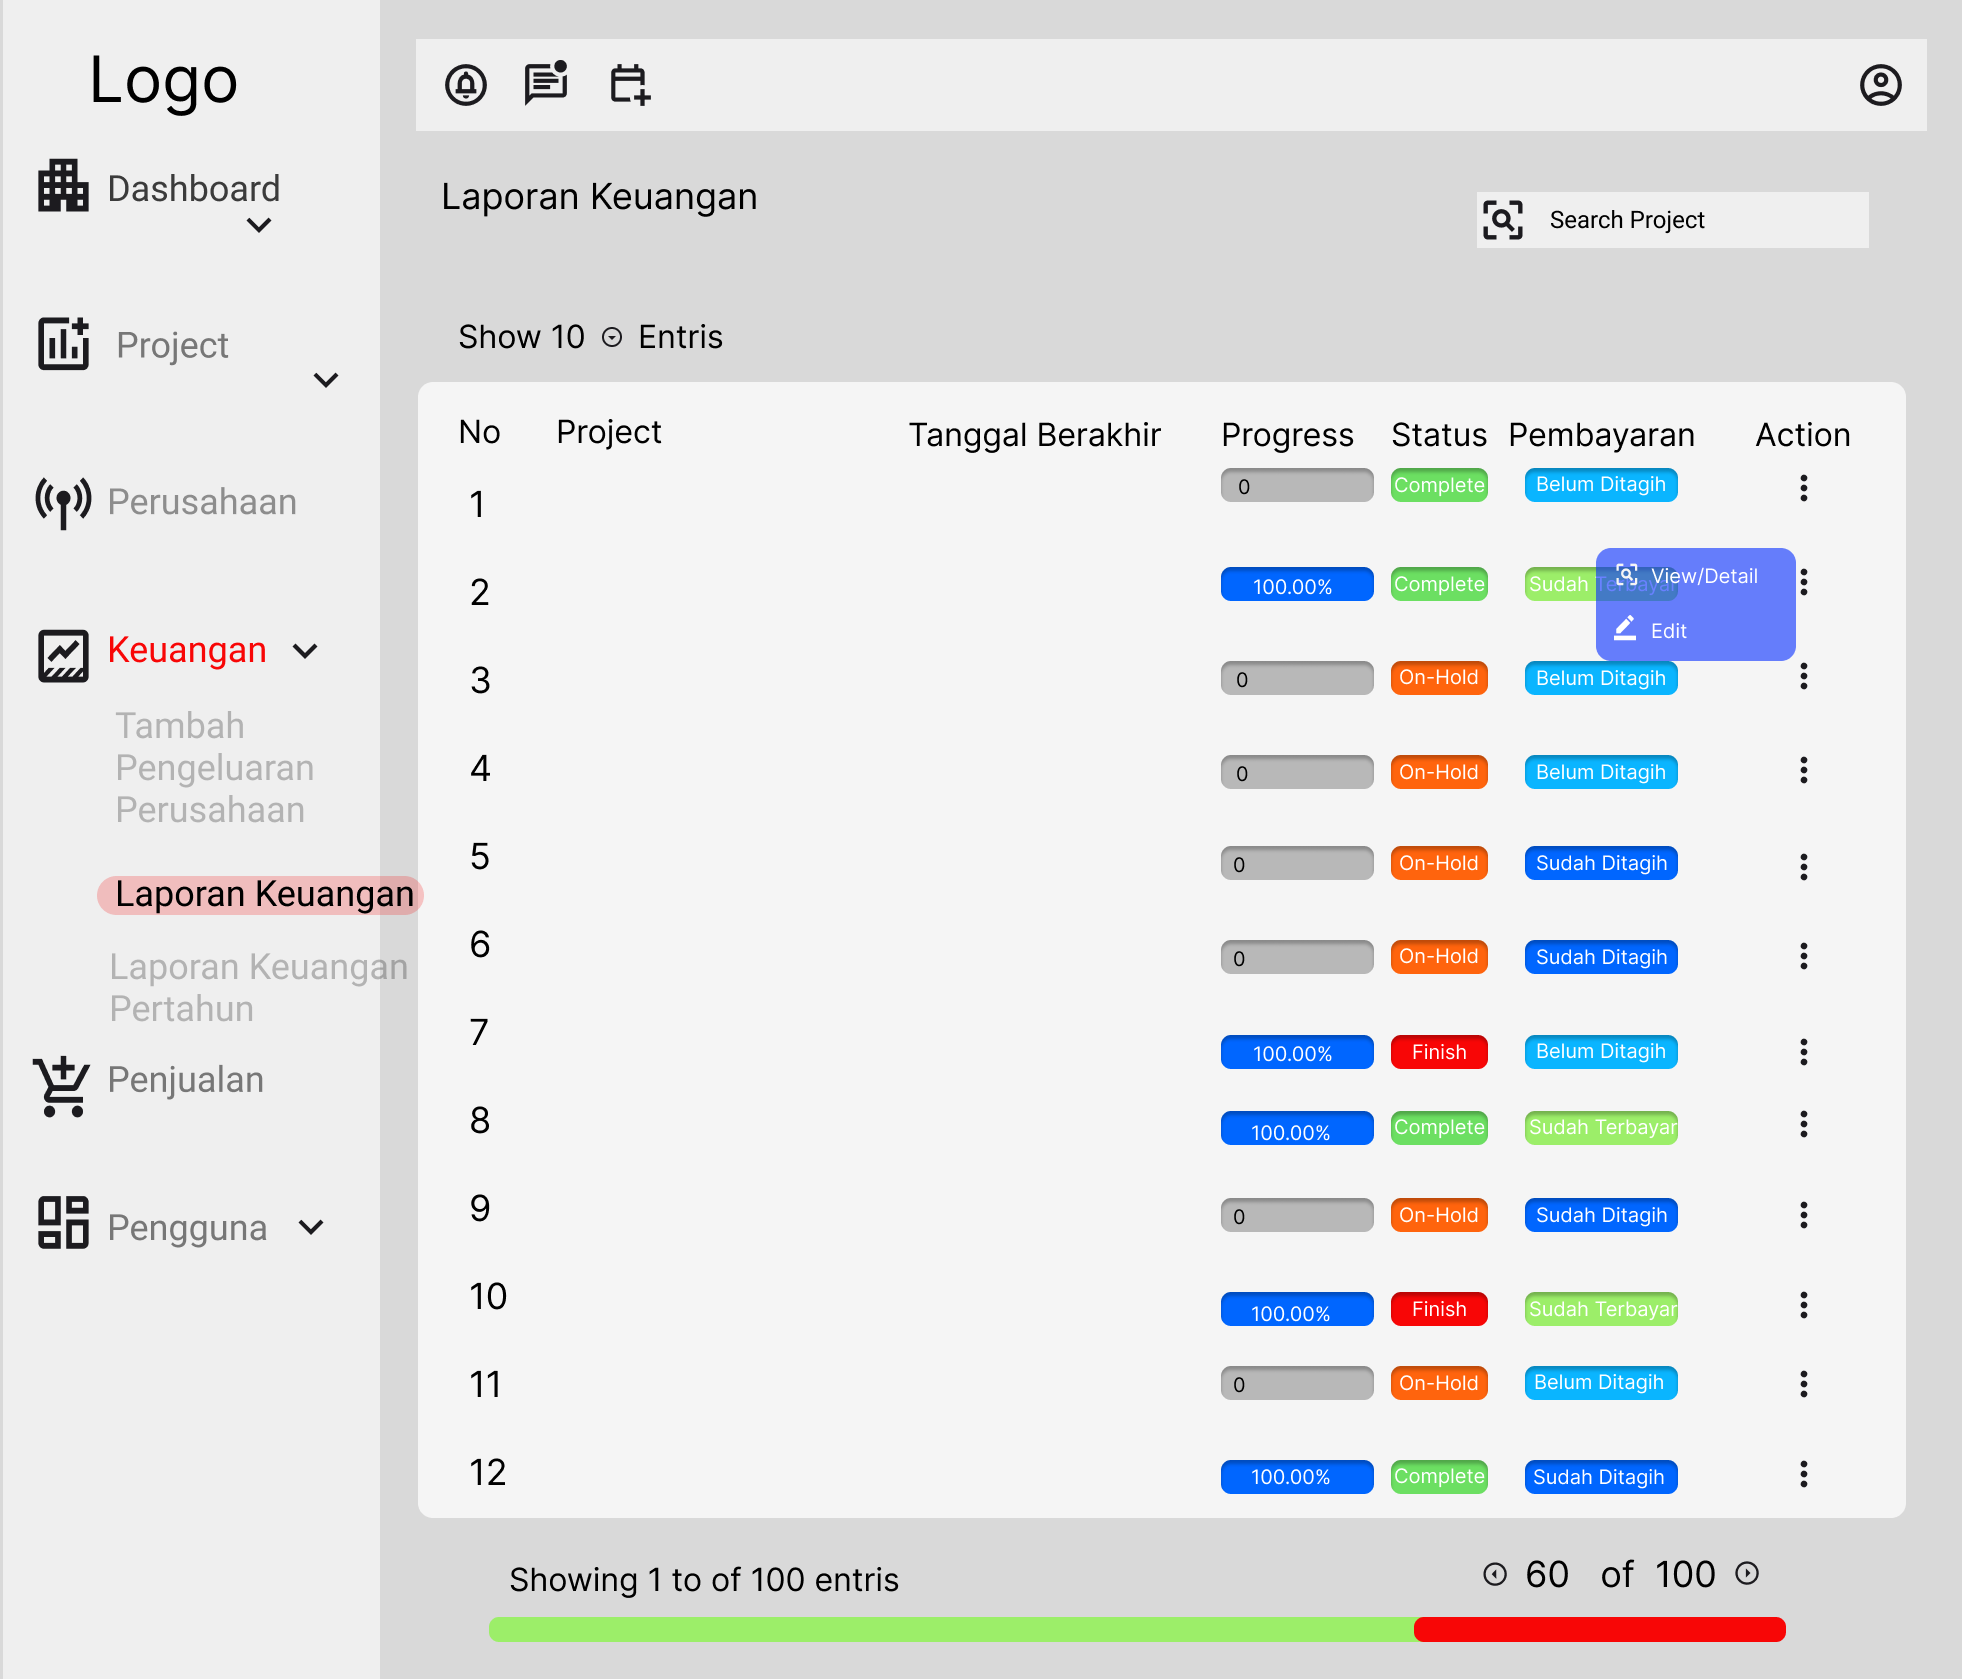 Logo
Dashboard
Project
Perusahaan
Keuangan
Tambah
Pengeluaran
Perusahaan
Laporan Keuangan
Laporan Keuangan
Pertahun
Penjualan
Pengguna
Laporan Keuangan
Search Project
Show 10 Entris
No Project Tanggal Berakhir Progress Status Pembayaran Action
1 0 Complete Belum Ditagih
2 100.00% Complete Sudah Terbayar
View/Detail
Edit
3 0 On-Hold Belum Ditagih
4 0 On-Hold Belum Ditagih
5 0 On-Hold Sudah Ditagih
6 0 On-Hold Sudah Ditagih
7 100.00% Finish Belum Ditagih
8 100.00% Complete Sudah Terbayar
9 0 On-Hold Sudah Ditagih
10 100.00% Finish Sudah Terbayar
11 0 On-Hold Belum Ditagih
12 100.00% Complete Sudah Ditagih
Showing 1 to of 100 entris
60 of 100